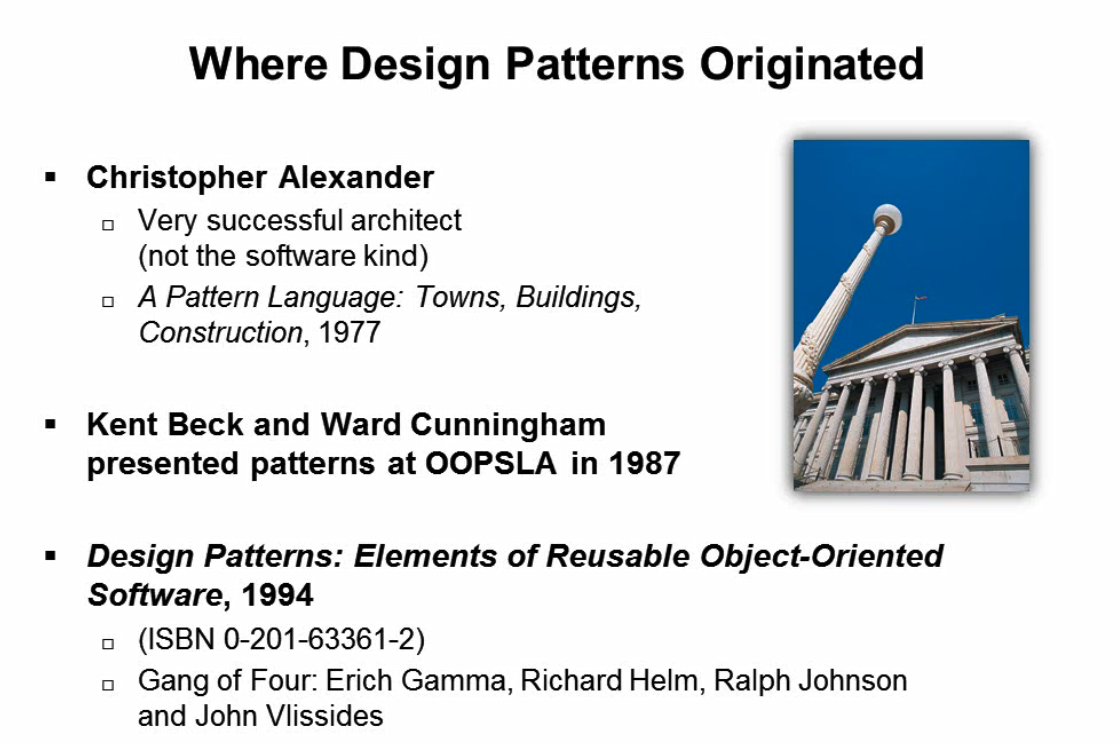 Where Design Patterns Originated
▪ Christopher Alexander
□ Very successful architect
(not the software kind)
□ A Pattern Language: Towns, Buildings,
Construction, 1977
▪ Kent Beck and Ward Cunningham
presented patterns at OOPSLA in 1987
▪ Design Patterns: Elements of Reusable Object-Oriented
Software, 1994
□ (ISBN 0-201-63361-2)
□ Gang of Four: Erich Gamma, Richard Helm, Ralph Johnson
and John Vlissides